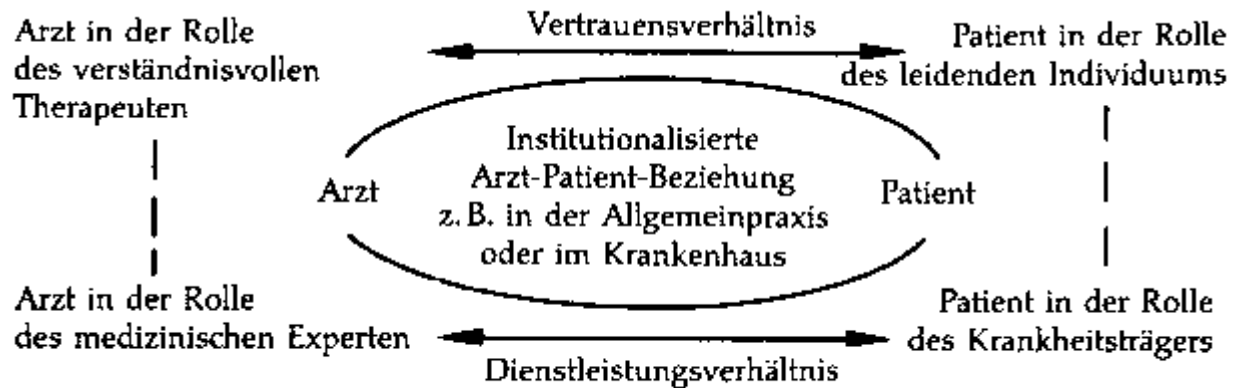 Arzt in der Rolle
des verständnisvollen
Therapeuten
Vertrauensverhältnis
Patient in der Rolle
des leidenden Individuums
Arzt
Institutionalisierte
Arzt-Patient-Beziehung
z. B. in der Allgemeinpraxis
oder im Krankenhaus
Patient
Arzt in der Rolle
des medizinischen Experten
Dienstleistungsverhältnis
Patient in der Rolle
des Krankheitsträgers